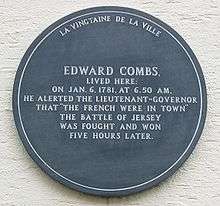 LA VINGTAINE DE LA VILLE
EDWARD COMBS,
LIVED HERE:
ON JAN. 6, 1781, AT 6.50 AM,
HE ALERTED THE LIEUTENANT-GOVERNOR
THAT "THE FRENCH WERE IN TOWN"
THE BATTLE OF JERSEY
WAS FOUGHT AND WON
FIVE HOURS LATER.